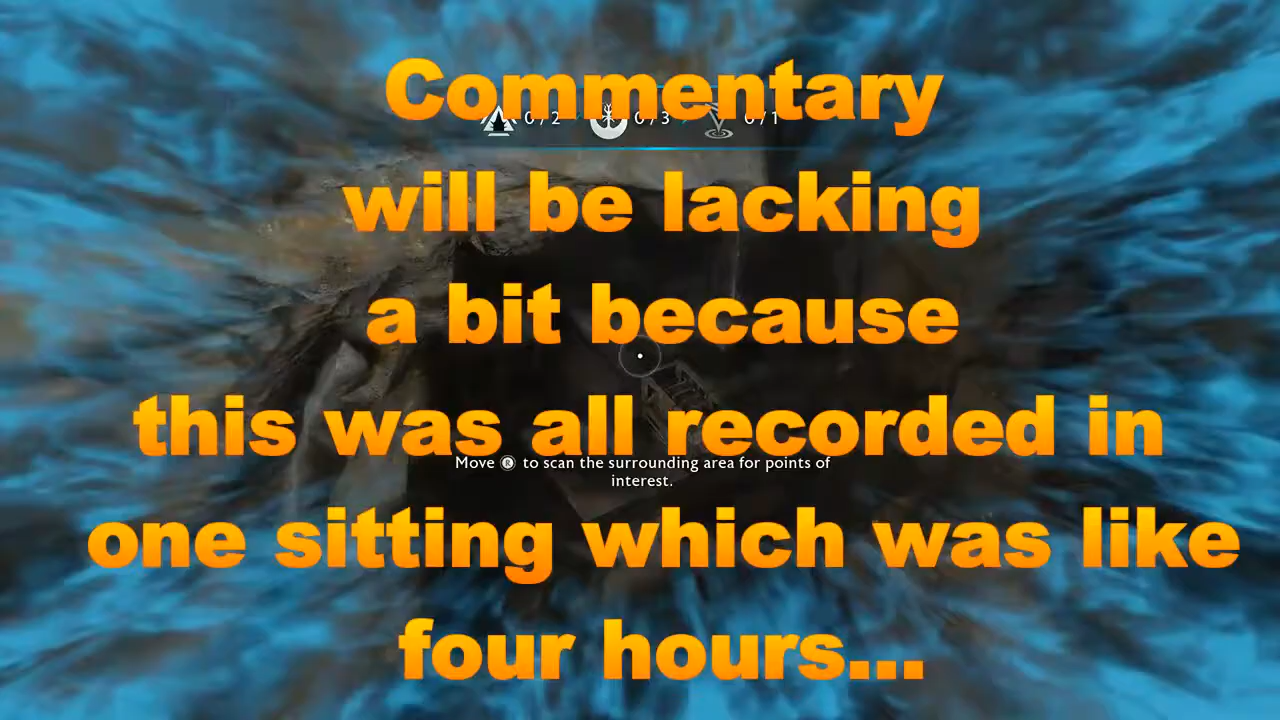 Commentary
0/2 0/3 0/1
will be lacking
a bit because
this was all recorded in
Move R to scan the surrounding area for points of
interest.
one sitting which was like
four hours...